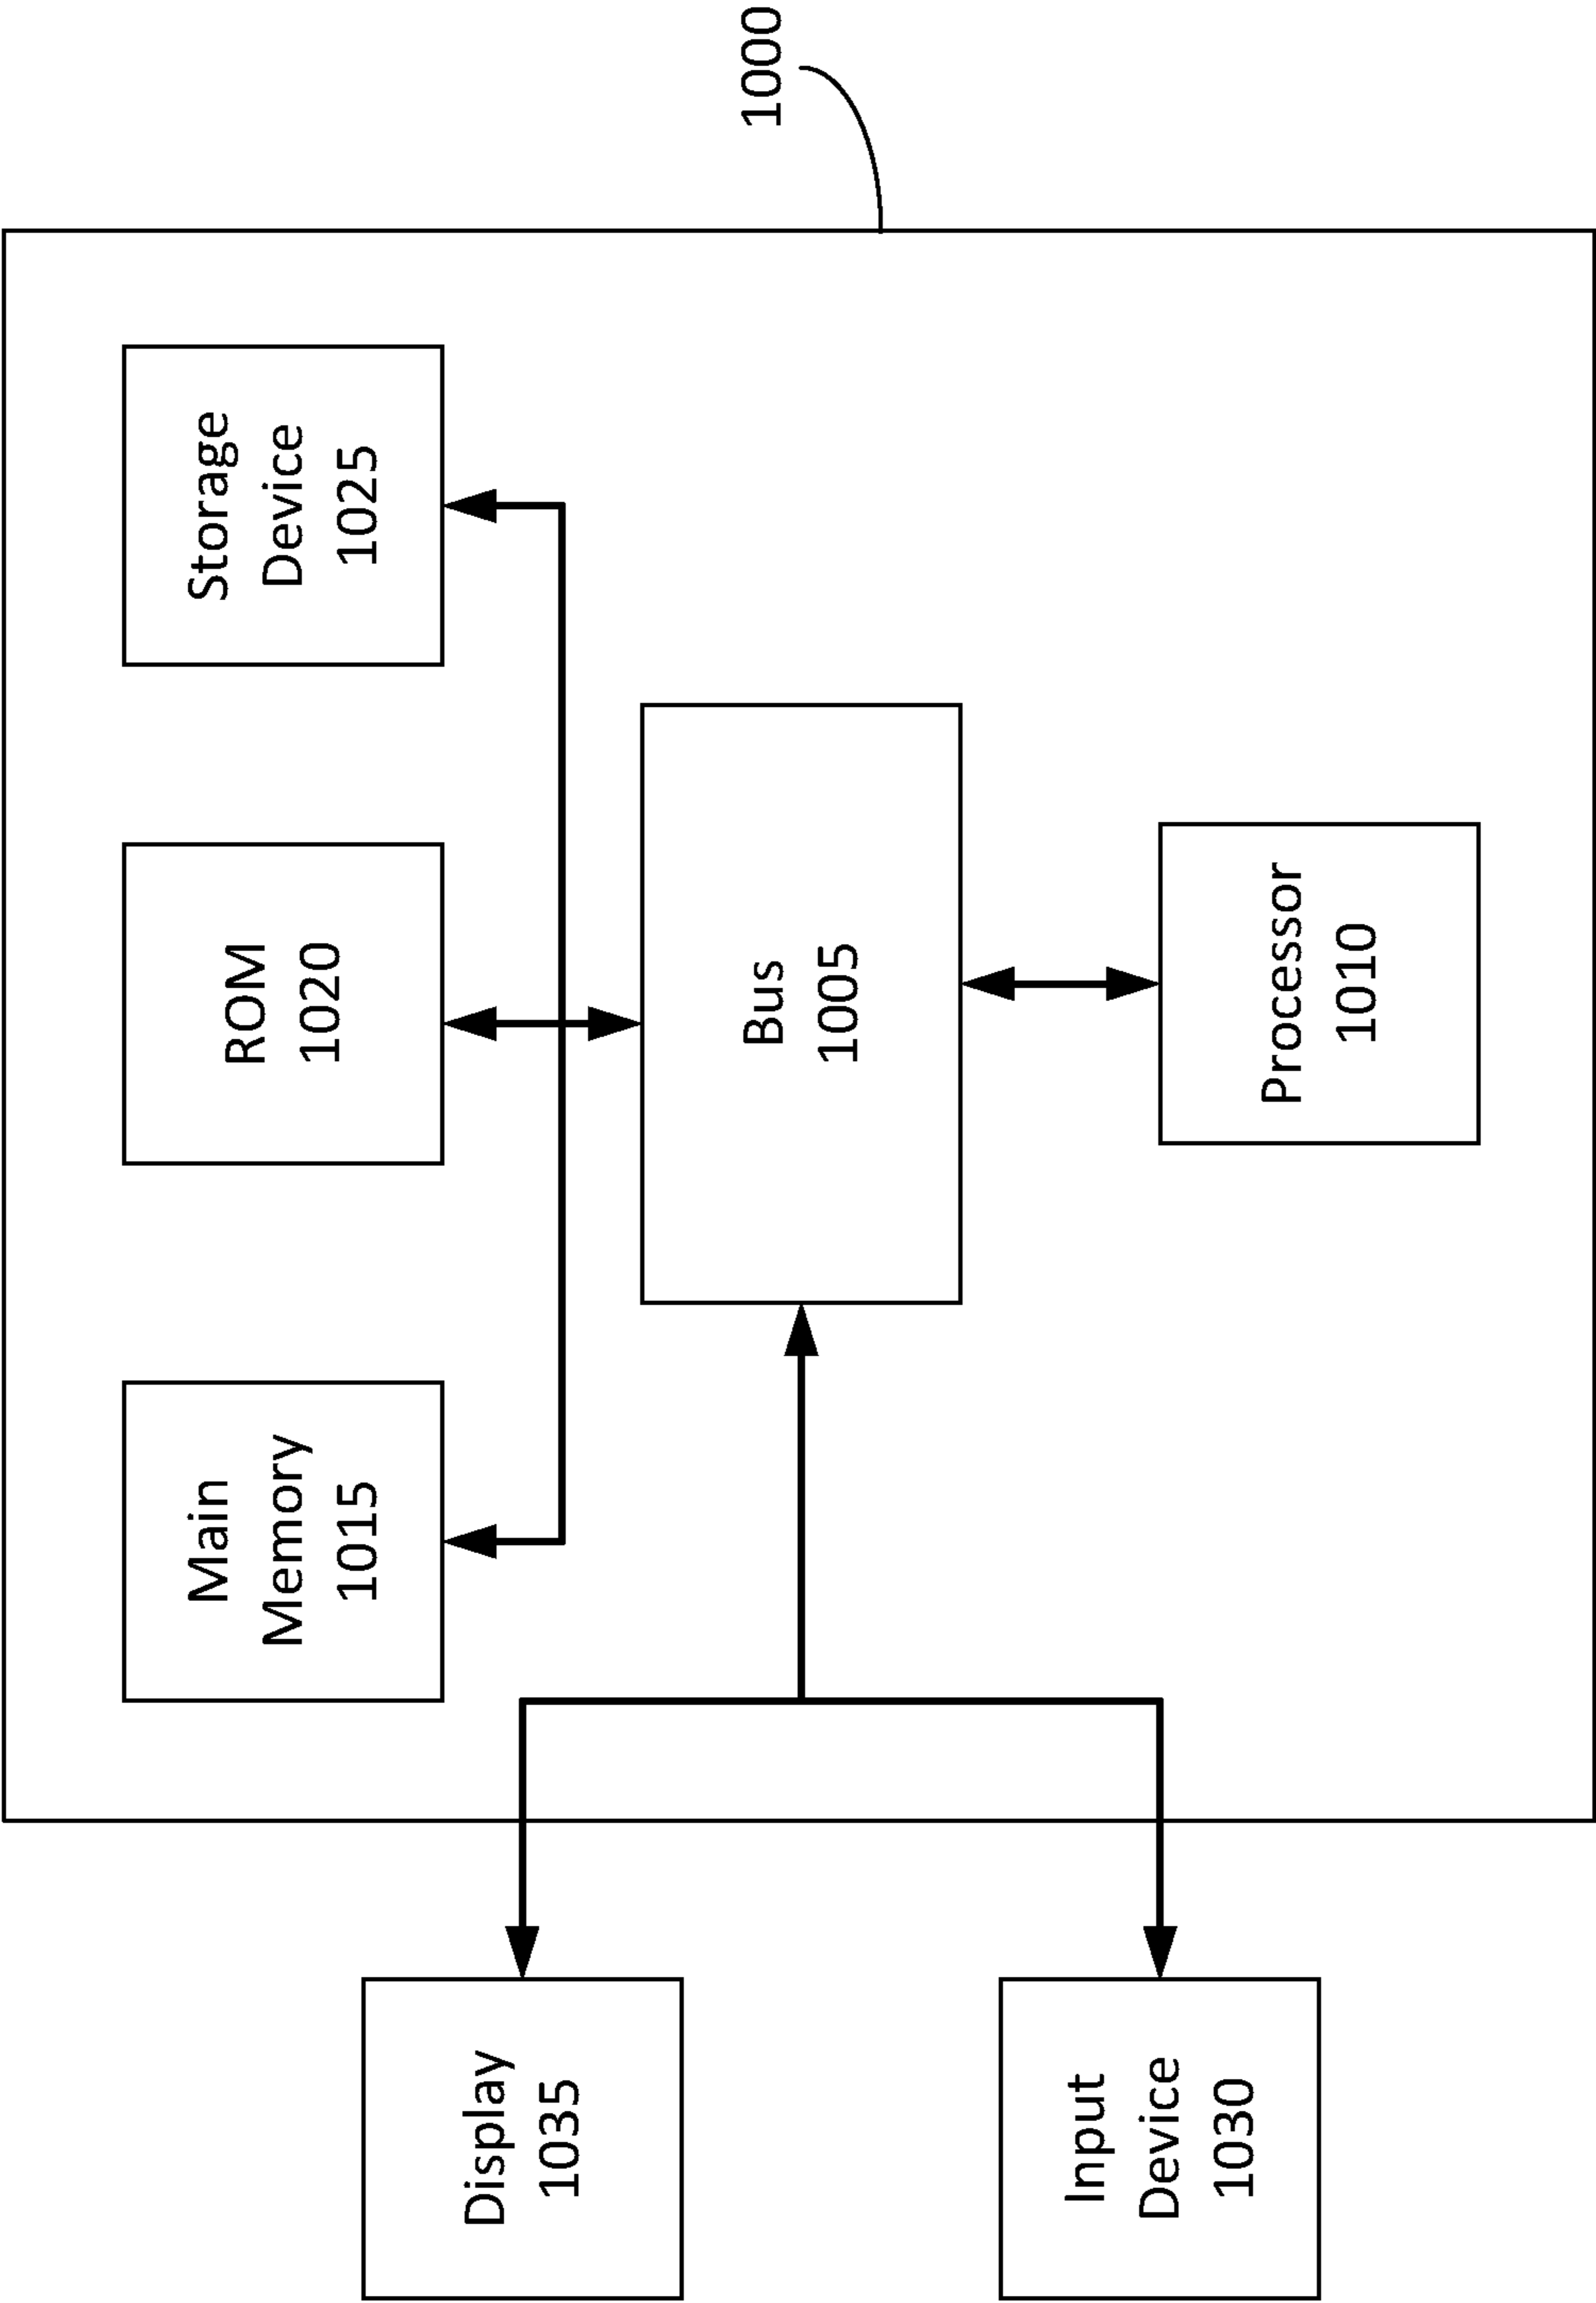 Main
Memory
1015
ROM
1020
Storage
Device
1025
Display
1035
Bus
1005
1000
Input
Device
1030
Processor
1010